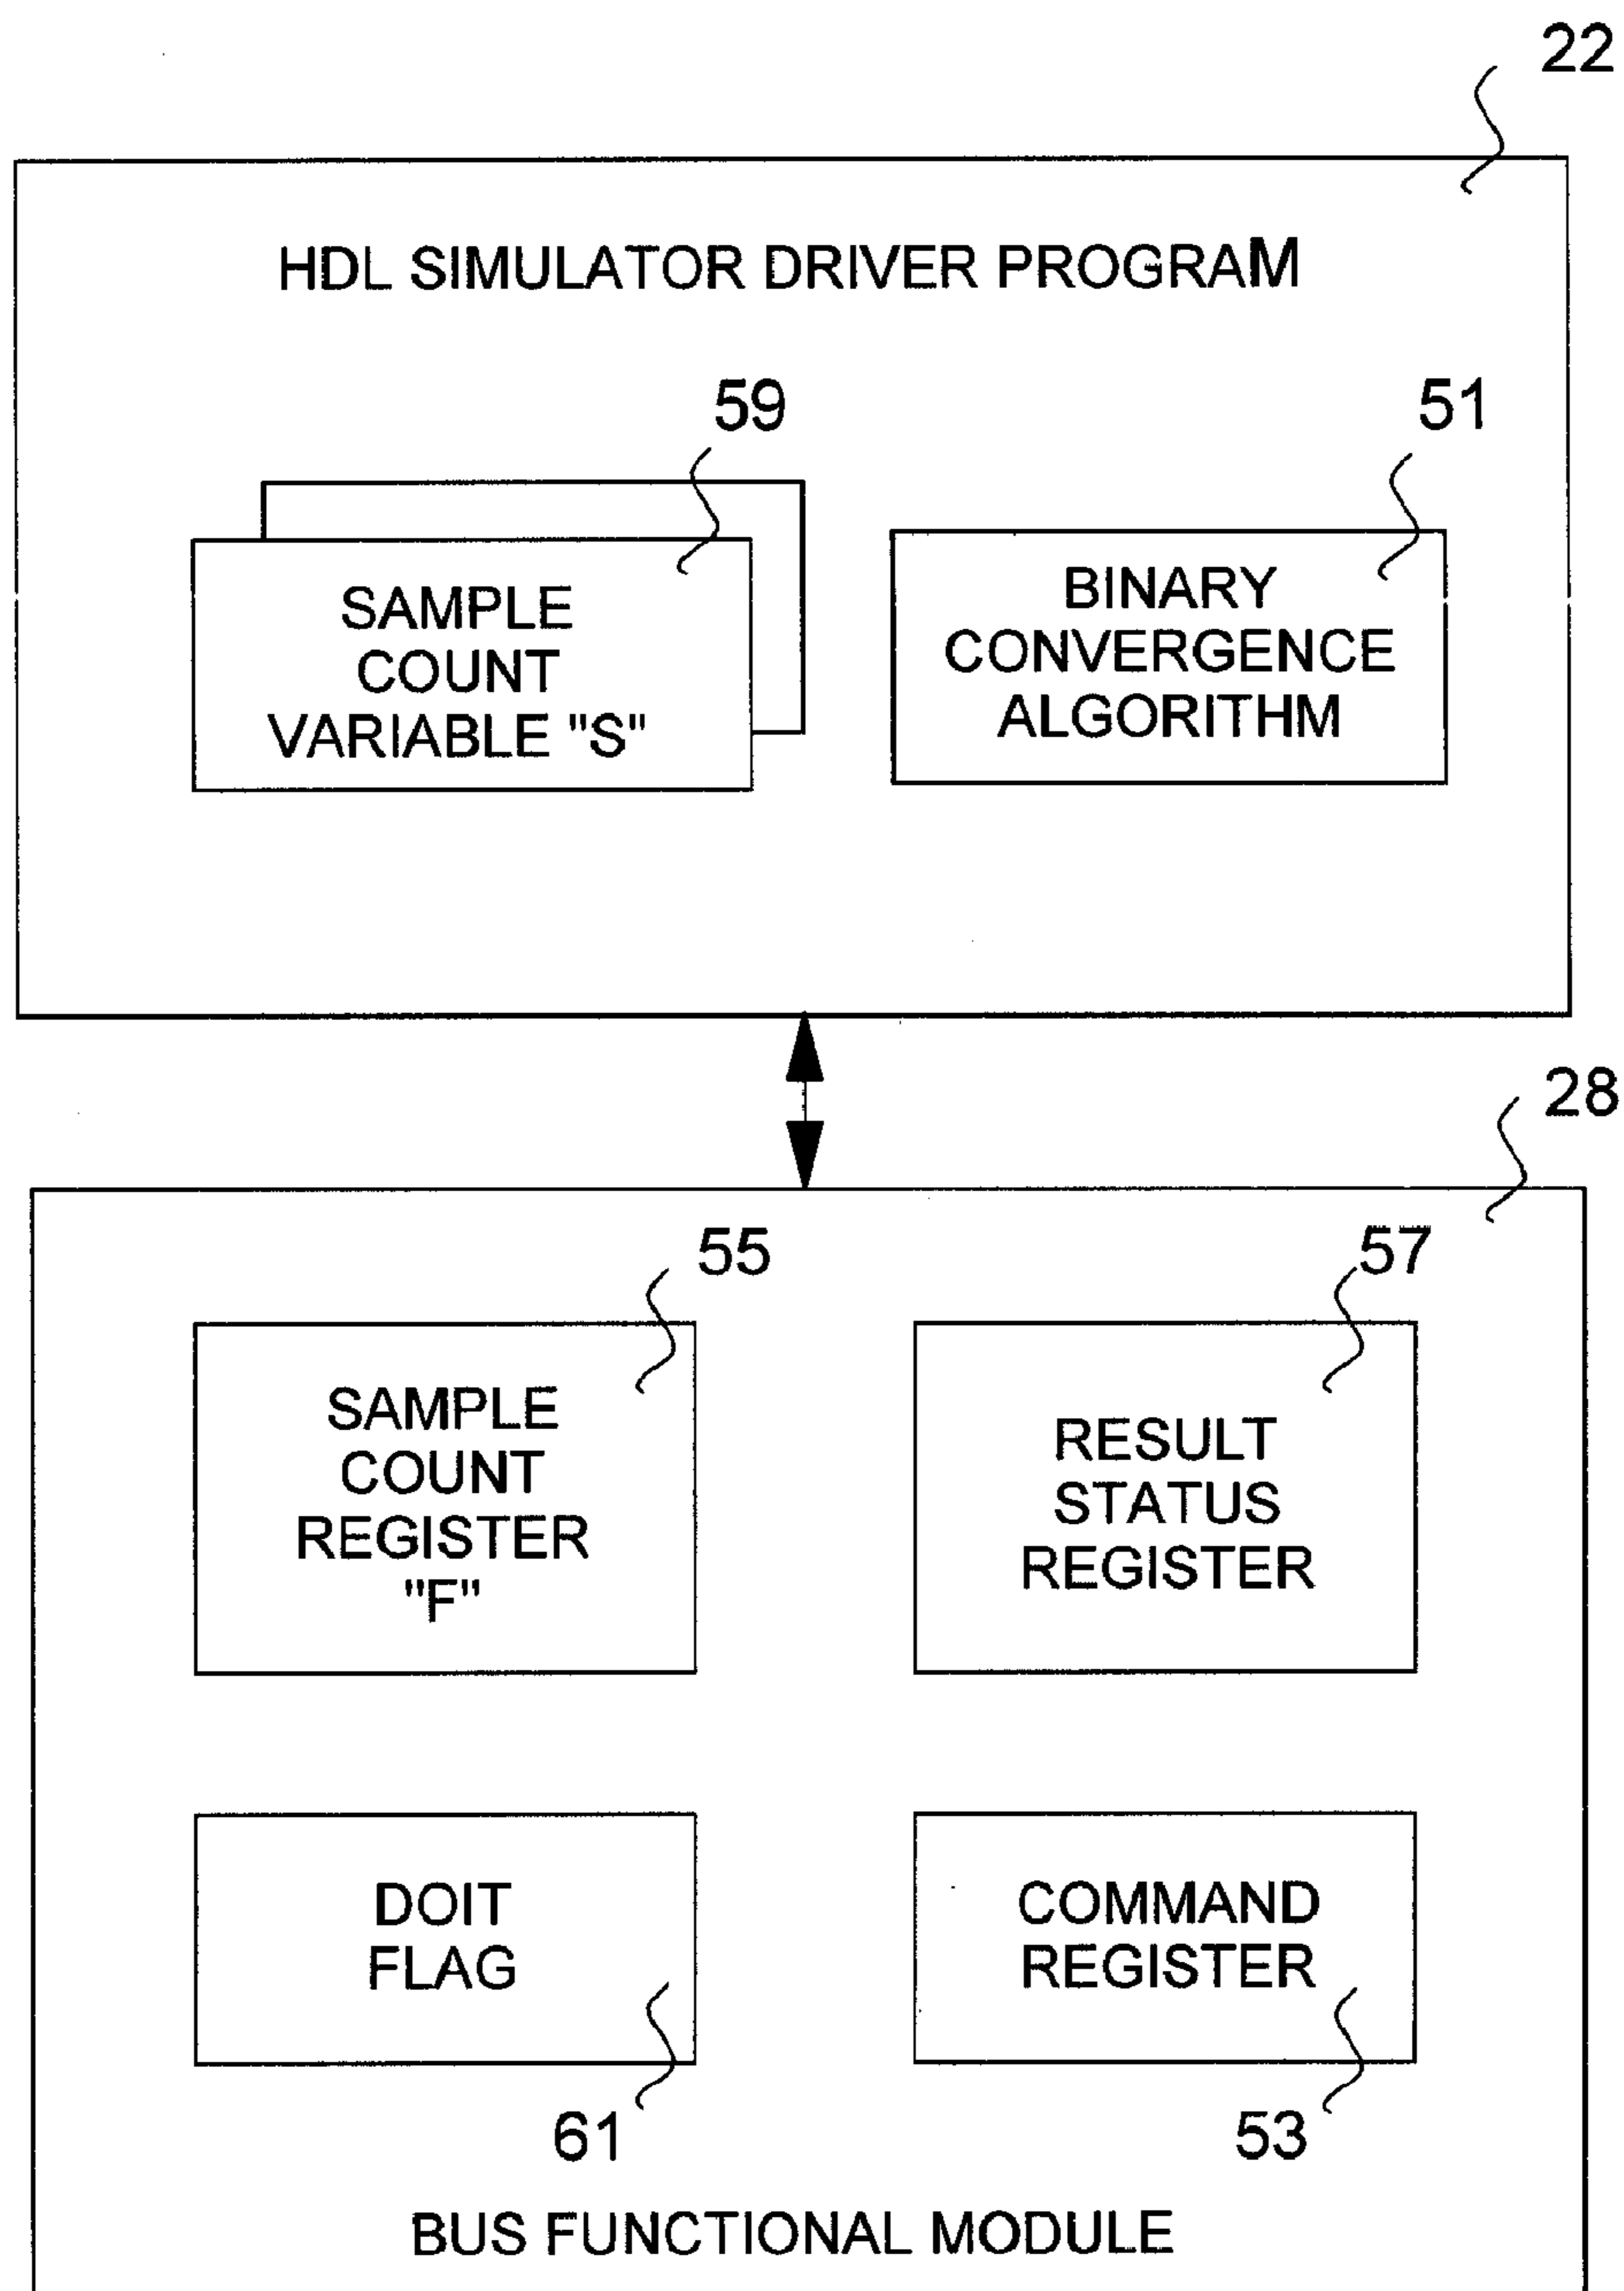 22
HDL SIMULATOR DRIVER PROGRAM
59
51
SAMPLE
COUNT
VARIABLE "S"
BINARY
CONVERGENCE
ALGORITHM
28
55
57
SAMPLE
COUNT
REGISTER
"F"
RESULT
STATUS
REGISTER
DOIT
FLAG
COMMAND
REGISTER
61
53
BUS FUNCTIONAL MODULE